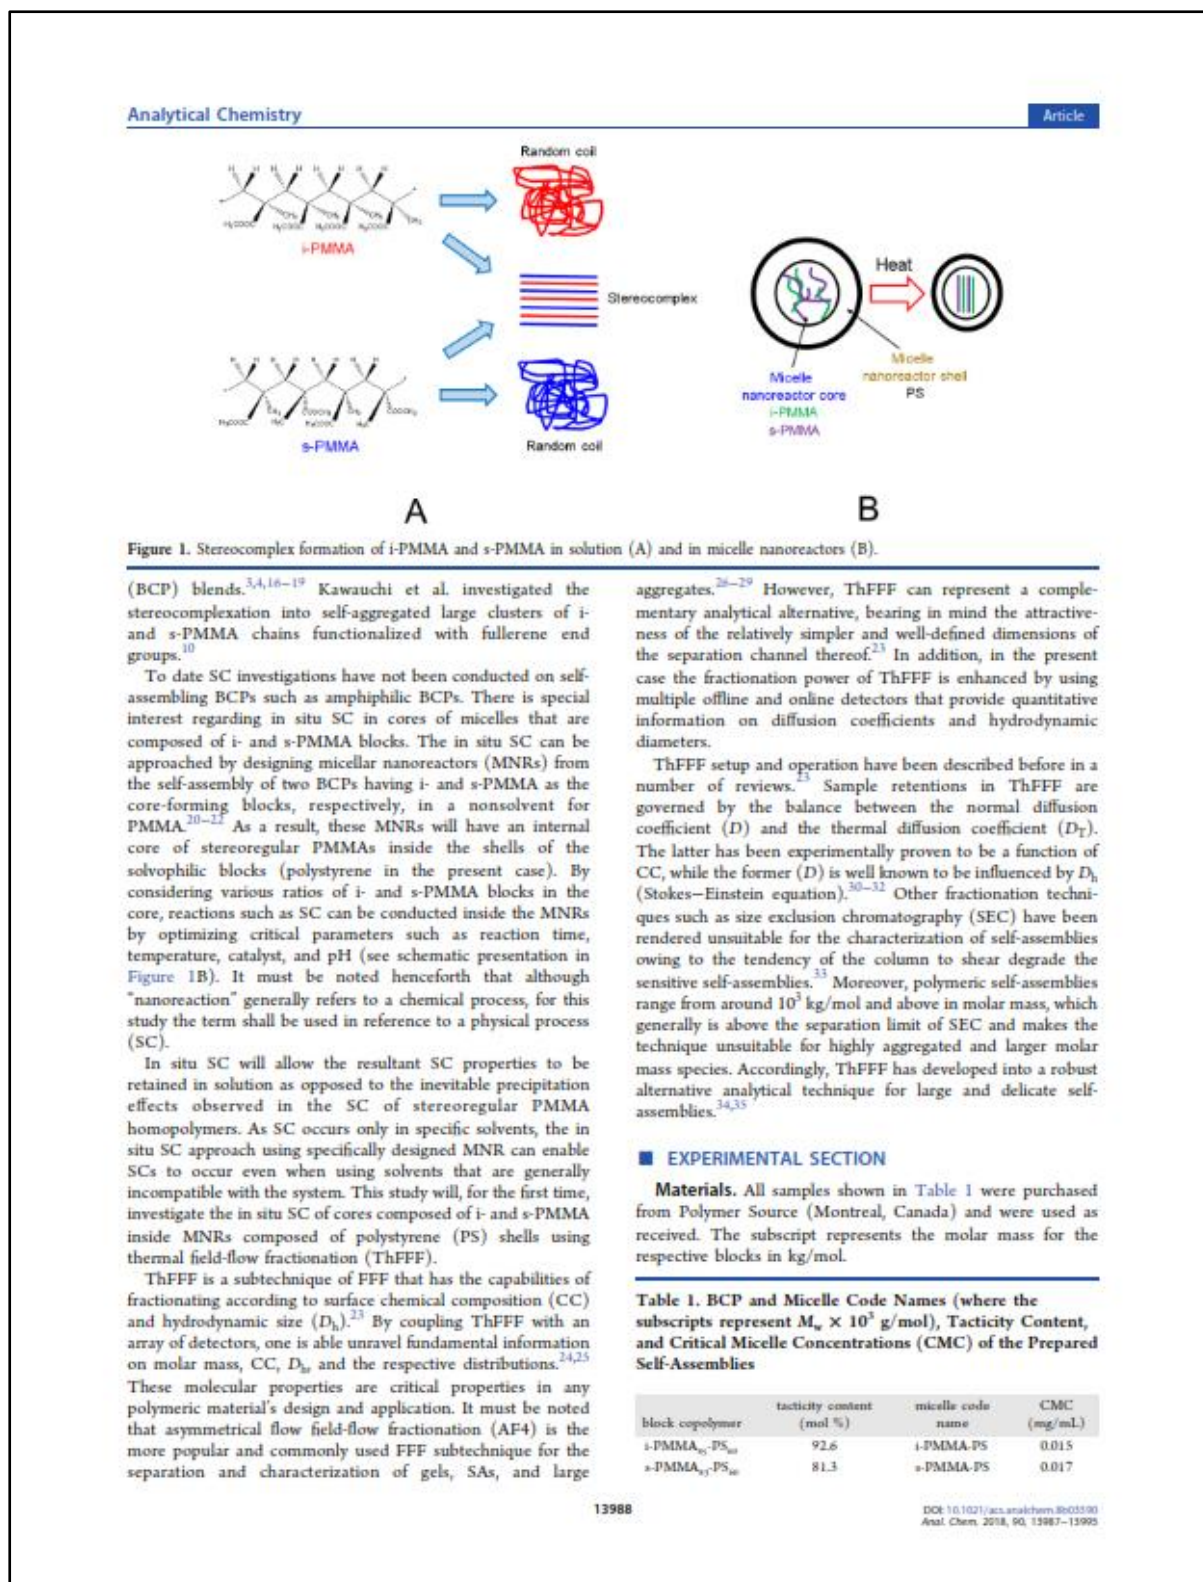 Analytical Chemistry
Article
Random coil
i-PMMA
Stereocomplex
s-PMMA
Random coil
A
Heat
Micelle
nanoreactor core
i-PMMA
s-PMMA
Micelle
nanoreactor shell
PS
B
Figure 1. Stereocomplex formation of i-PMMA and s-PMMA in solution (A) and in micelle nanoreactors (B).
(BCP) blends.3,4,16−19 Kawauchi et al. investigated the
stereocomplexation into self-aggregated large clusters of i-
and s-PMMA chains functionalized with fullerene end
groups.10
To date SC investigations have not been conducted on self-
assembling BCPs such as amphiphilic BCPs. There is special
interest regarding in situ SC in cores of micelles that are
composed of i- and s-PMMA blocks. The in situ SC can be
approached by designing micellar nanoreactors (MNRs) from
the self-assembly of two BCPs having i- and s-PMMA as the
core-forming blocks, respectively, in a nonsolvent for
PMMA.20−22 As a result, these MNRs will have an internal
core of stereoregular PMMAs inside the shells of the
solvophilic blocks (polystyrene in the present case). By
considering various ratios of i- and s-PMMA blocks in the
core, reactions such as SC can be conducted inside the MNRs
by optimizing critical parameters such as reaction time,
temperature, catalyst, and pH (see schematic presentation in
Figure 1B). It must be noted henceforth that although
"nanoreaction" generally refers to a chemical process, for this
study the term shall be used in reference to a physical process
(SC).
In situ SC will allow the resultant SC properties to be
retained in solution as opposed to the inevitable precipitation
effects observed in the SC of stereoregular PMMA
homopolymers. As SC occurs only in specific solvents, the in
situ SC approach using specifically designed MNR can enable
SCs to occur even when using solvents that are generally
incompatible with the system. This study will, for the first time,
investigate the in situ SC of cores composed of i- and s-PMMA
inside MNRs composed of polystyrene (PS) shells using
thermal field-flow fractionation (ThFFF).
ThFFF is a subtechnique of FFF that has the capabilities of
fractionating according to surface chemical composition (CC)
and hydrodynamic size (Dh).23 By coupling ThFFF with an
array of detectors, one is able unravel fundamental information
on molar mass, CC, Dh, and the respective distributions.24,25
These molecular properties are critical properties in any
polymeric material's design and application. It must be noted
that asymmetrical flow field-flow fractionation (AF4) is the
more popular and commonly used FFF subtechnique for the
separation and characterization of gels, SAs, and large
aggregates.26−29 However, ThFFF can represent a comple-
mentary analytical alternative, bearing in mind the attractive-
ness of the relatively simpler and well-defined dimensions of
the separation channel thereof.23 In addition, in the present
case the fractionation power of ThFFF is enhanced by using
multiple offline and online detectors that provide quantitative
information on diffusion coefficients and hydrodynamic
diameters.
ThFFF setup and operation have been described before in a
number of reviews.23 Sample retentions in ThFFF are
governed by the balance between the normal diffusion
coefficient (D) and the thermal diffusion coefficient (DT).
The latter has been experimentally proven to be a function of
CC, while the former (D) is well known to be influenced by Dh
(Stokes−Einstein equation).30−32 Other fractionation techni-
ques such as size exclusion chromatography (SEC) have been
rendered unsuitable for the characterization of self-assemblies
owing to the tendency of the column to shear degrade the
sensitive self-assemblies.33 Moreover, polymeric self-assemblies
range from around 10³ kg/mol and above in molar mass, which
generally is above the separation limit of SEC and makes the
technique unsuitable for highly aggregated and larger molar
mass species. Accordingly, ThFFF has developed into a robust
alternative analytical technique for large and delicate self-
assemblies.34,35
■ EXPERIMENTAL SECTION
Materials. All samples shown in Table 1 were purchased
from Polymer Source (Montreal, Canada) and were used as
received. The subscript represents the molar mass for the
respective blocks in kg/mol.
Table 1. BCP and Micelle Code Names (where the
subscripts represent Mw × 10³ g/mol), Tacticity Content,
and Critical Micelle Concentrations (CMC) of the Prepared
Self-Assemblies
block copolymer tacticity content (mol %) micelle code name CMC (mg/mL)
92.6 i-PMMA-PS 0.015
81.3 s-PMMA-PS 0.017
13988
DOI: 10.1021/acs.analchem.8b03590
Anal. Chem. 2018, 90, 13987−13995